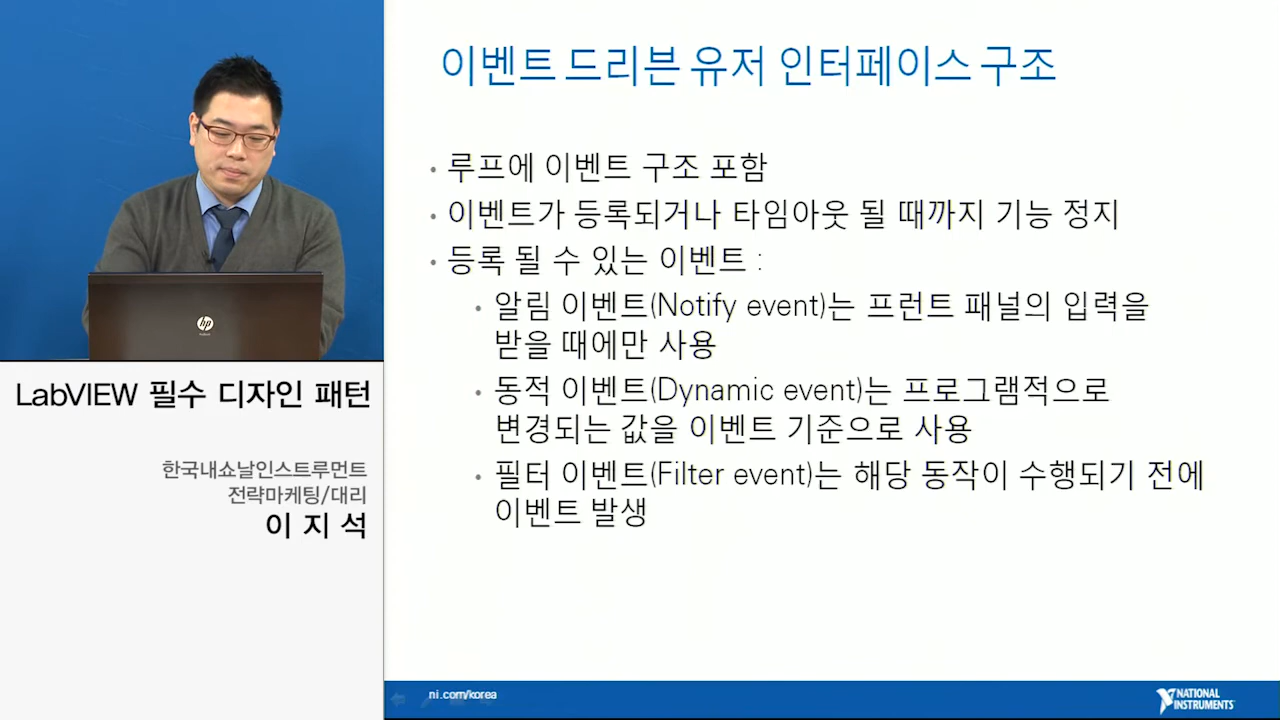 이벤트 드리븐 유저 인터페이스 구조
• 루프에 이벤트 구조 포함
• 이벤트가 등록되거나 타임아웃 될 때까지 기능 정지
• 등록 될 수 있는 이벤트 :
• 알림 이벤트(Notify event)는 프런트 패널의 입력을
받을 때에만 사용
• 동적 이벤트(Dynamic event)는 프로그램적으로
변경되는 값을 이벤트 기준으로 사용
• 필터 이벤트(Filter event)는 해당 동작이 수행되기 전에
이벤트 발생
hp
LabVIEW 필수 디자인 패턴
한국내쇼날인스트루먼트
전략마케팅/대리
이 지 석
ni.com/korea
NATIONAL
INSTRUMENTS